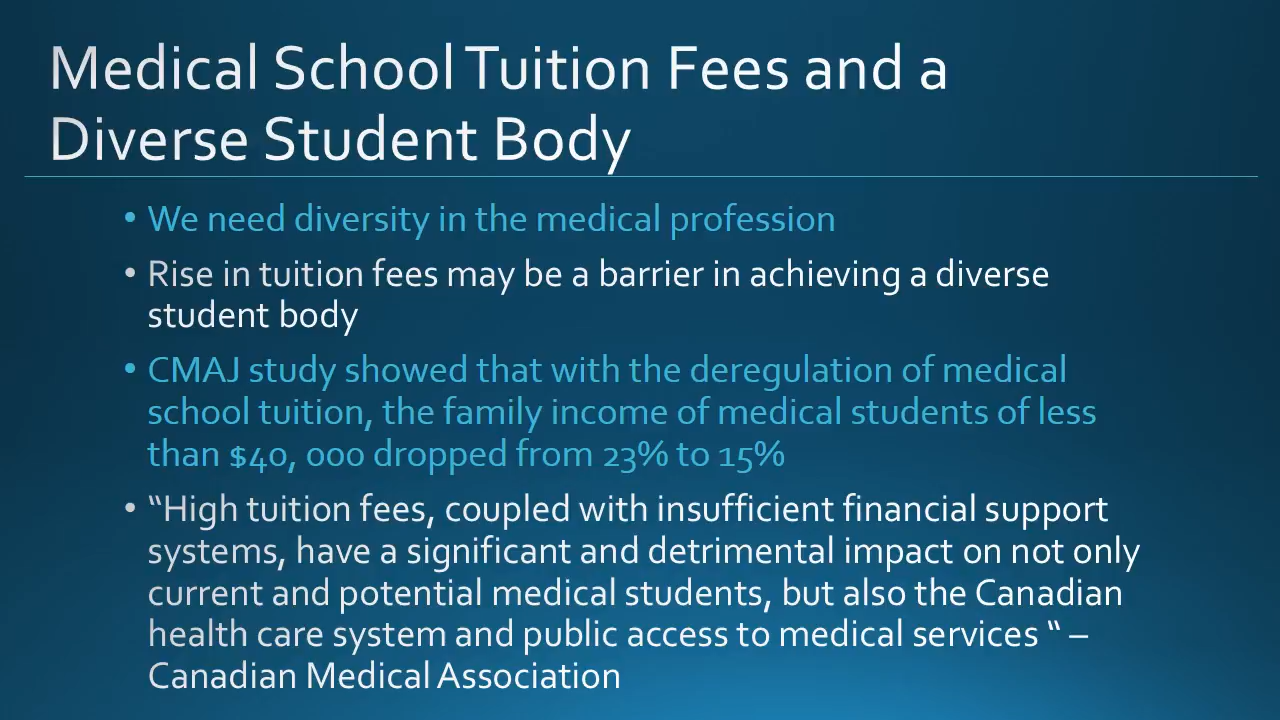 Medical School Tuition Fees and a
Diverse Student Body
• We need diversity in the medical profession
• Rise in tuition fees may be a barrier in achieving a diverse
student body
• CMAJ study showed that with the deregulation of medical
school tuition, the family income of medical students of less
than $40, 000 dropped from 23% to 15%
• “High tuition fees, coupled with insufficient financial support
systems, have a significant and detrimental impact on not only
current and potential medical students, but also the Canadian
health care system and public access to medical services “ –
Canadian Medical Association